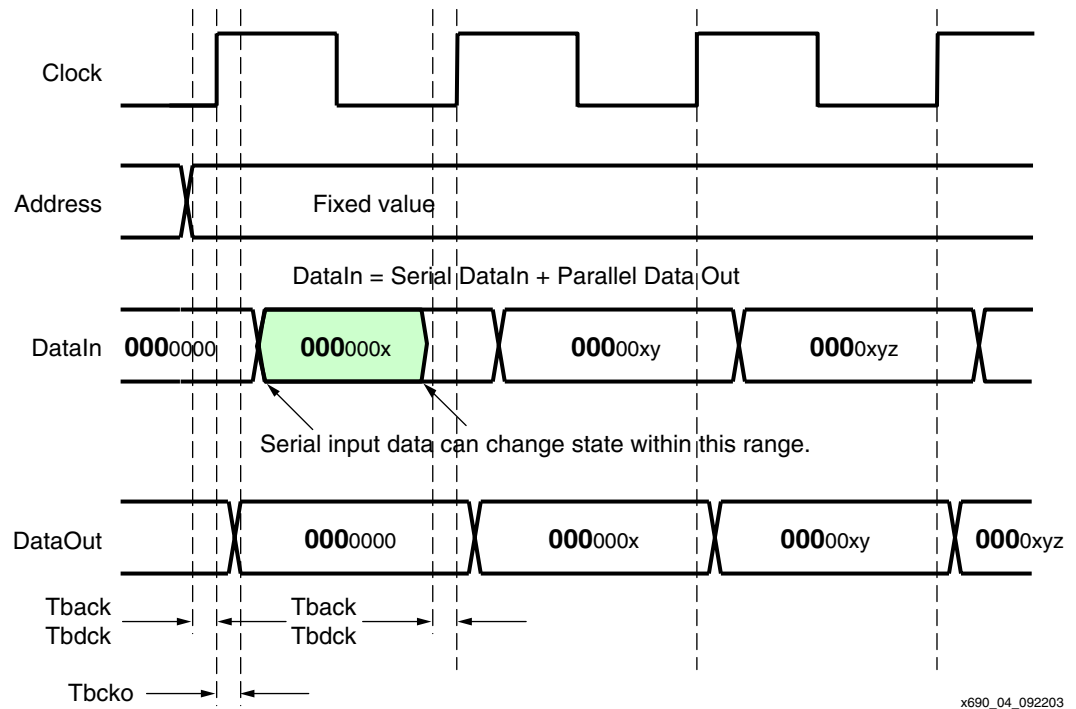 Clock
Address
Fixed value
DataIn = Serial DataIn + Parallel Data Out
DataIn
0000000
000000x
00000xy
0000xyz
Serial input data can change state within this range.
DataOut
0000000
000000x
00000xy
0000xyz
Tback
Tbdck
Tback
Tbdck
Tbcko
x690_04_092203